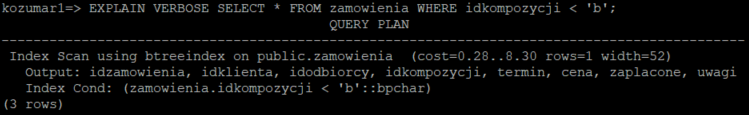 kozumar1=> EXPLAIN VERBOSE SELECT * FROM zamowienia WHERE idkompozycji < 'b';
QUERY PLAN
--------------------------------------------------------------------------------------------
Index Scan using btreeindex on public.zamowienia (cost=0.28..8.30 rows=1 width=52)
Output: idzamowienia, idklienta, idodbiorcy, idkompozycji, termin, cena, zaplacone, uwagi
Index Cond: (zamowienia.idkompozycji < 'b'::bpchar)
(3 rows)